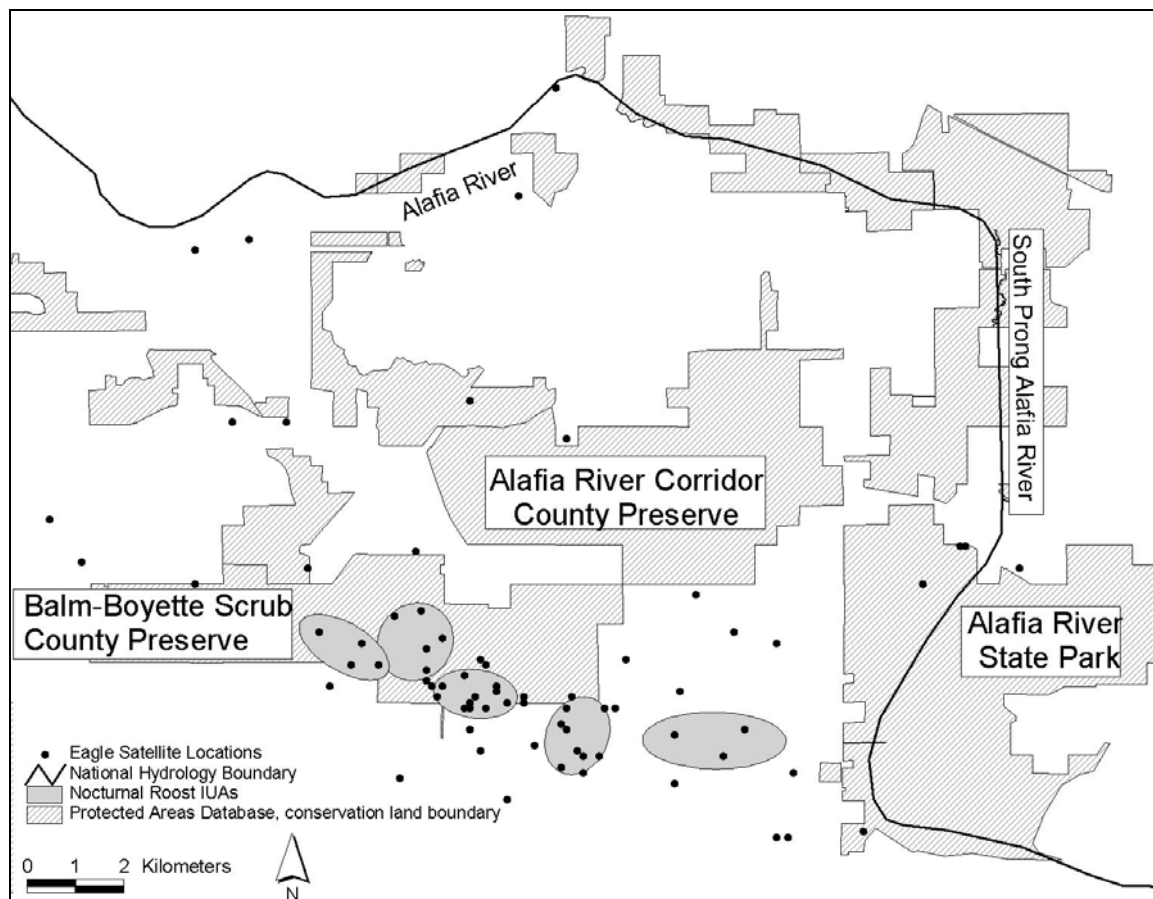 Alafia River
South Prong Alafia River
Alafia River Corridor
County Preserve
Balm-Boyette Scrub
County Preserve
Alafia River
State Park
Eagle Satellite Locations
National Hydrology Boundary
Nocturnal Roost IUAs
Protected Areas Database, conservation land boundary
0 1 2 Kilometers
N